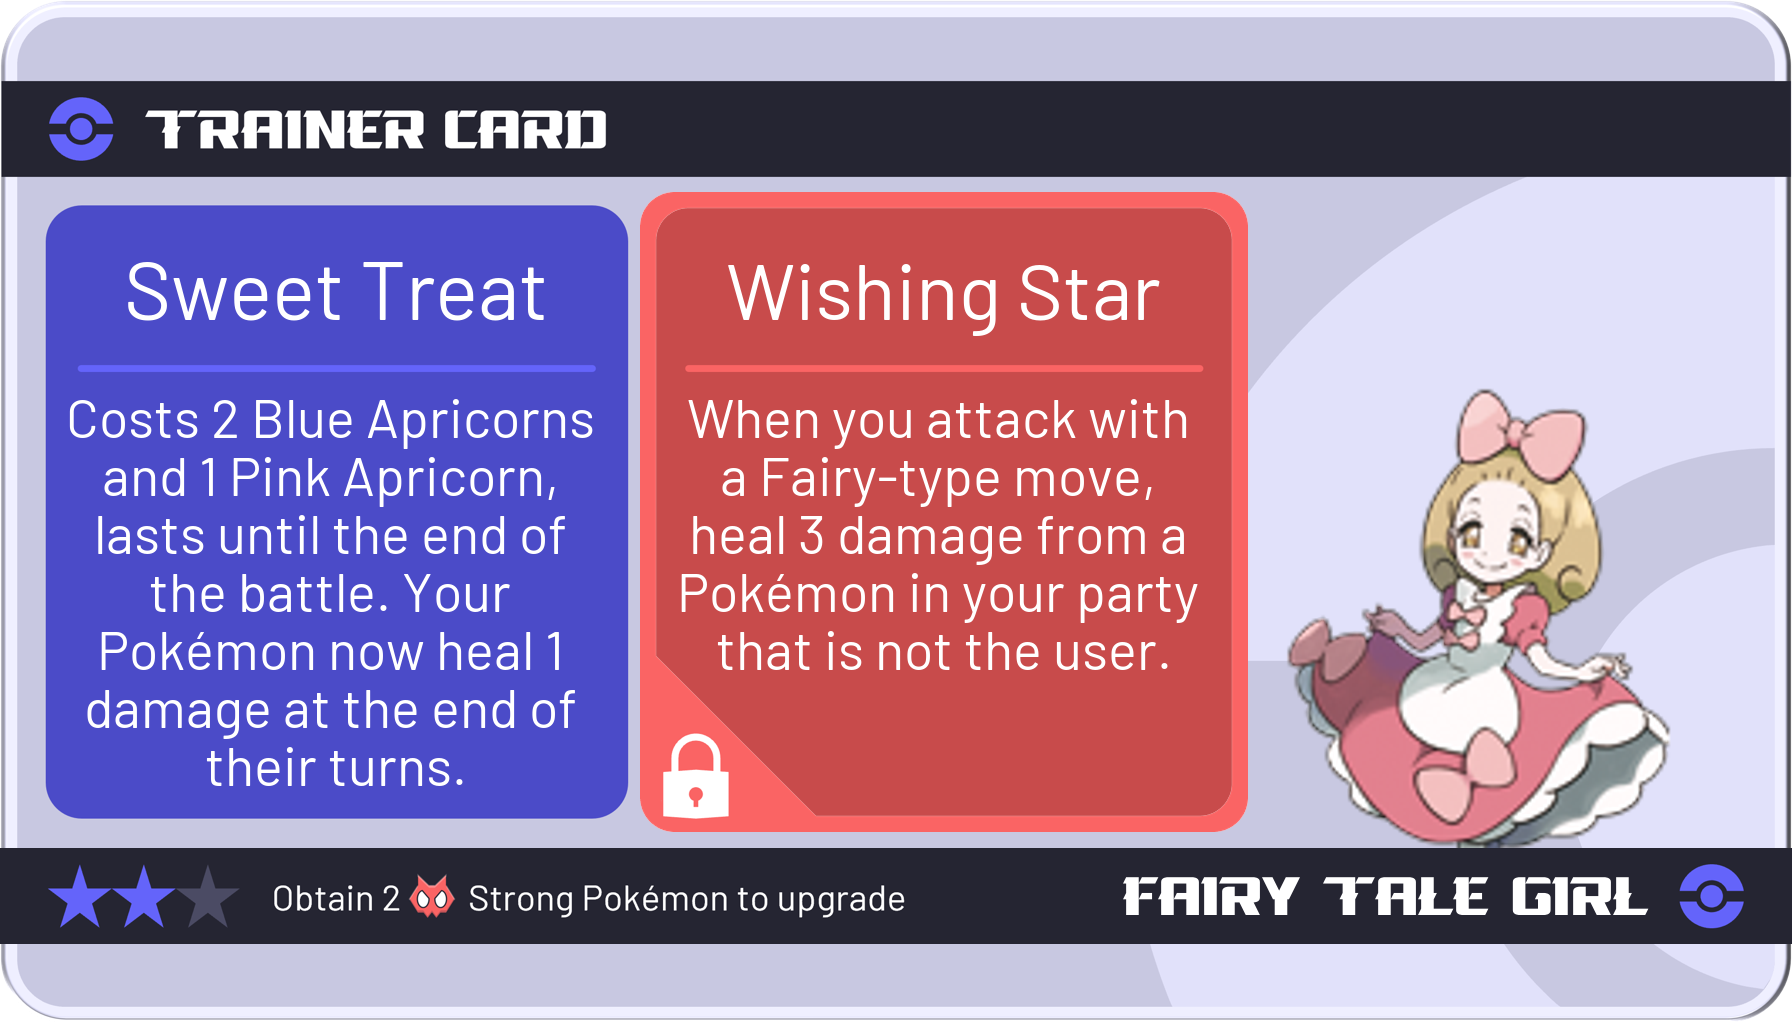 TRAINER CARD
Sweet Treat
Costs 2 Blue Apricorns
and 1 Pink Apricorn,
lasts until the end of
the battle. Your
Pokémon now heal 1
damage at the end of
their turns.
Wishing Star
When you attack with
a Fairy-type move,
heal 3 damage from a
Pokémon in your party
that is not the user.
Obtain 2 Strong Pokémon to upgrade
FAIRY TALE GIRL